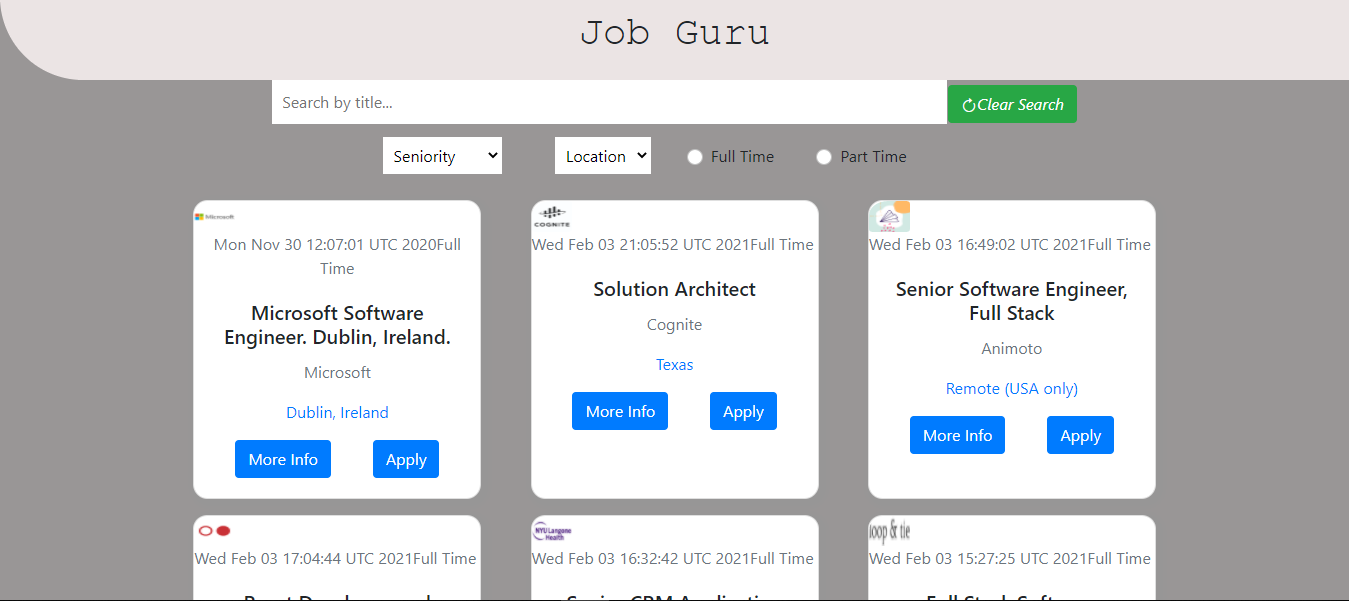 Job Guru
Search by title...
Clear Search
Seniority
Location
Full Time
Part Time
Microsoft
Mon Nov 30 12:07:01 UTC 2020Full
Time
Microsoft Software
Engineer. Dublin, Ireland.
Microsoft
Dublin, Ireland
More Info
Apply
COGNITE
Wed Feb 03 21:05:52 UTC 2021Full Time
Solution Architect
Cognite
Texas
More Info
Apply
Wed Feb 03 16:49:02 UTC 2021Full Time
Senior Software Engineer,
Full Stack
Animoto
Remote (USA only)
More Info
Apply
Wed Feb 03 17:04:44 UTC 2021Full Time
NYU Langone
Health
Wed Feb 03 16:32:42 UTC 2021Full Time
Senior CRM
loop & tie
Wed Feb 03 15:27:25 UTC 2021Full Time
Full Stack